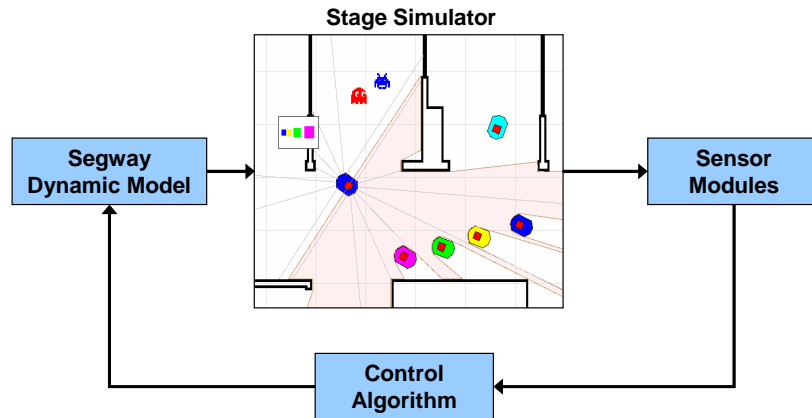 Stage Simulator
Segway
Dynamic Model
Sensor
Modules
Control
Algorithm